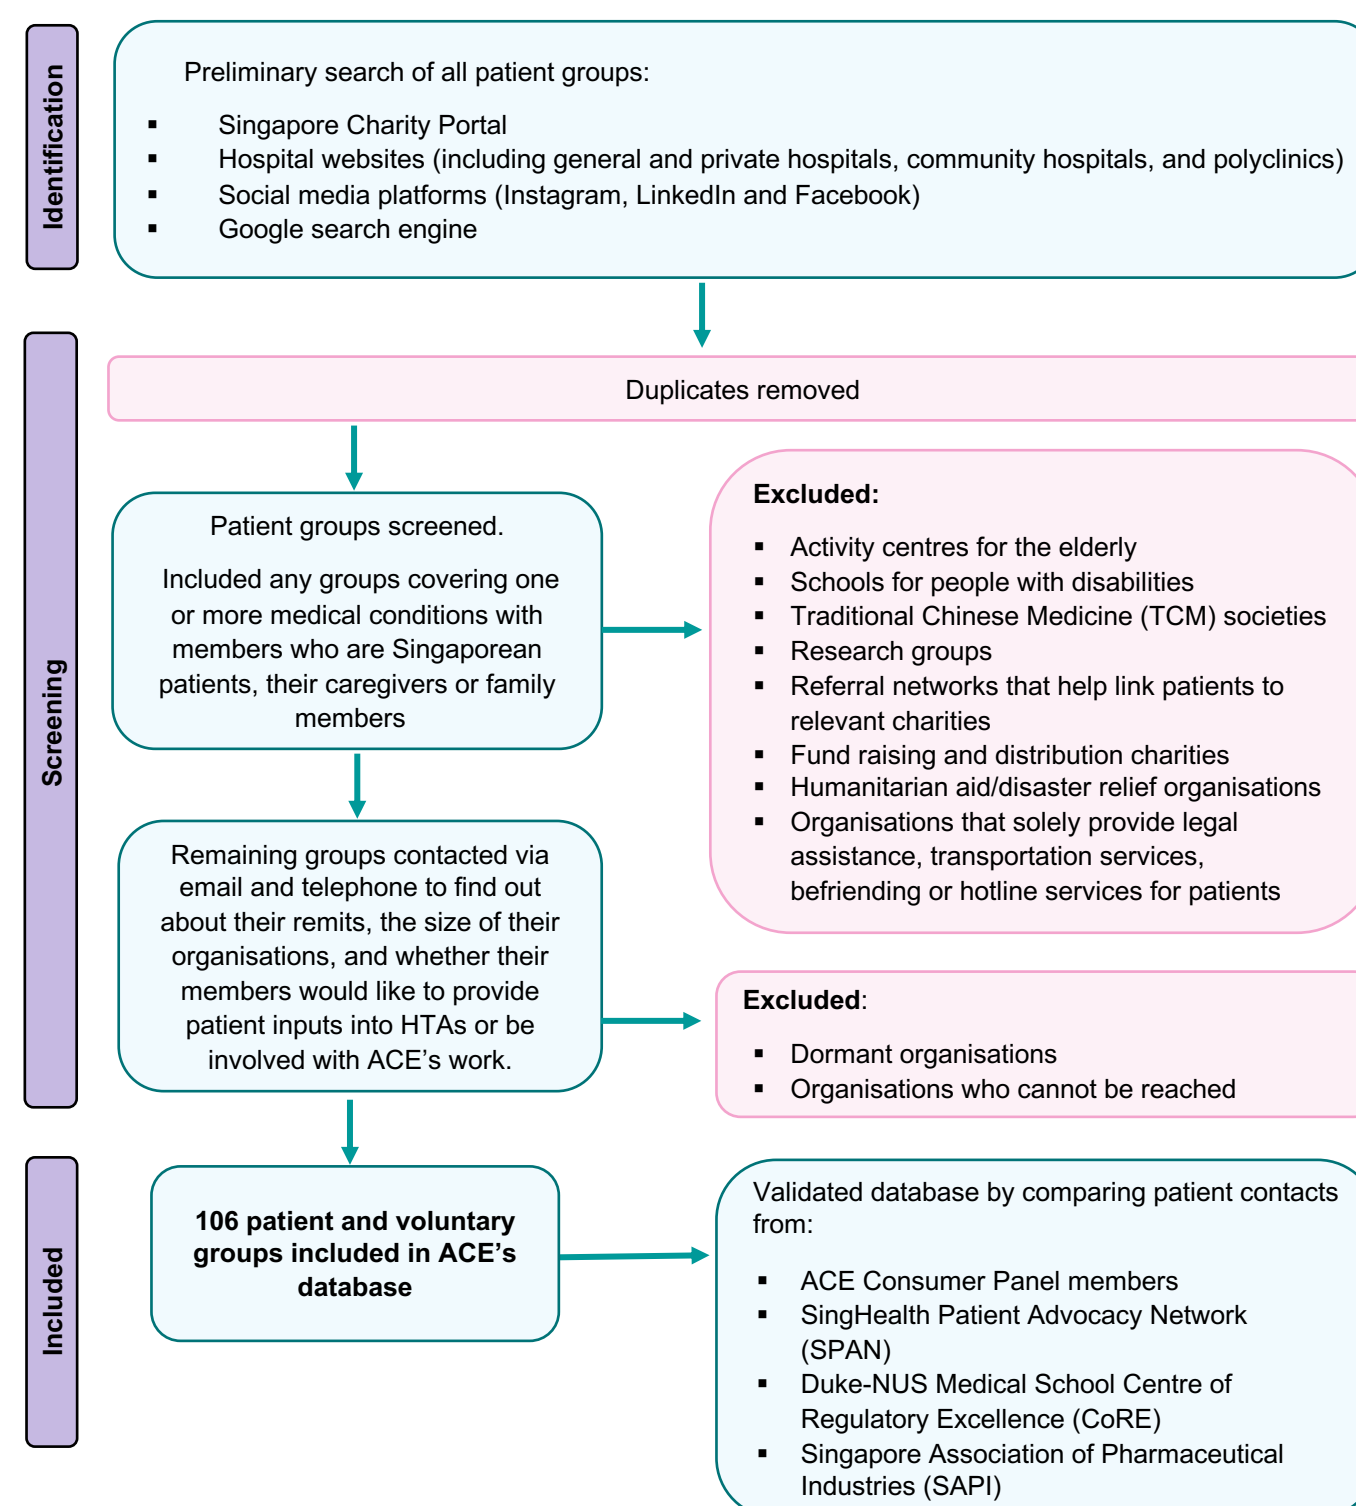 Identification
Preliminary search of all patient groups:
▪ Singapore Charity Portal
▪ Hospital websites (including general and private hospitals, community hospitals, and polyclinics)
▪ Social media platforms (Instagram, LinkedIn and Facebook)
▪ Google search engine
Screening
Duplicates removed
Patient groups screened.
Included any groups covering one
or more medical conditions with
members who are Singaporean
patients, their caregivers or family
members
Excluded:
▪ Activity centres for the elderly
▪ Schools for people with disabilities
▪ Traditional Chinese Medicine (TCM) societies
▪ Research groups
▪ Referral networks that help link patients to
relevant charities
▪ Fund raising and distribution charities
▪ Humanitarian aid/disaster relief organisations
▪ Organisations that solely provide legal
assistance, transportation services,
befriending or hotline services for patients
Remaining groups contacted via
email and telephone to find out
about their remits, the size of their
organisations, and whether their
members would like to provide
patient inputs into HTAs or be
involved with ACE’s work.
Excluded:
▪ Dormant organisations
▪ Organisations who cannot be reached
Included
106 patient and voluntary
groups included in ACE’s
database
Validated database by comparing patient contacts
from:
▪ ACE Consumer Panel members
▪ SingHealth Patient Advocacy Network
(SPAN)
▪ Duke-NUS Medical School Centre of
Regulatory Excellence (CoRE)
▪ Singapore Association of Pharmaceutical
Industries (SAPI)